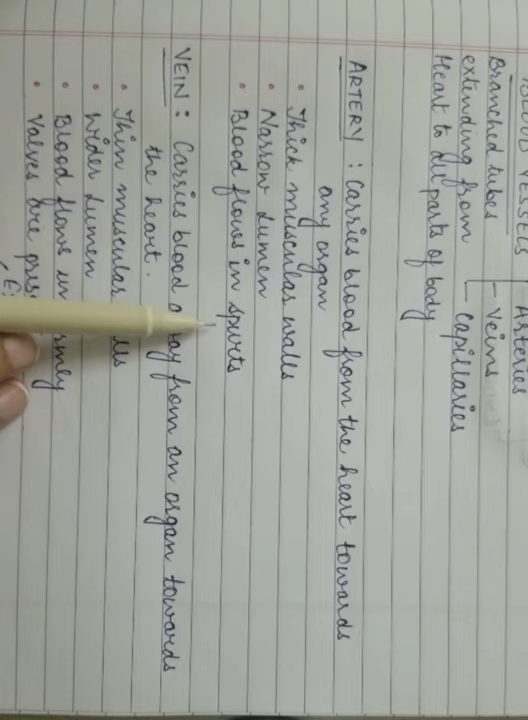 BLOOD VESSELS
Branched tubes
extending from
Heart to all parts of body
Arteries
- Veins
- Capillaries
ARTERY : Carries blood from the heart towards
any organ
• Thick muscular walls
• Narrow Lumen
• Blood flows in spurts
VEIN : Carries blood from an organ towards
the heart.
• Thin muscular
• Wider Lumen
• Blood flows
• Valves are